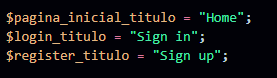 $pagina_inicial_titulo = "Home";
$login_titulo = "Sign in";
$register_titulo = "Sign up";